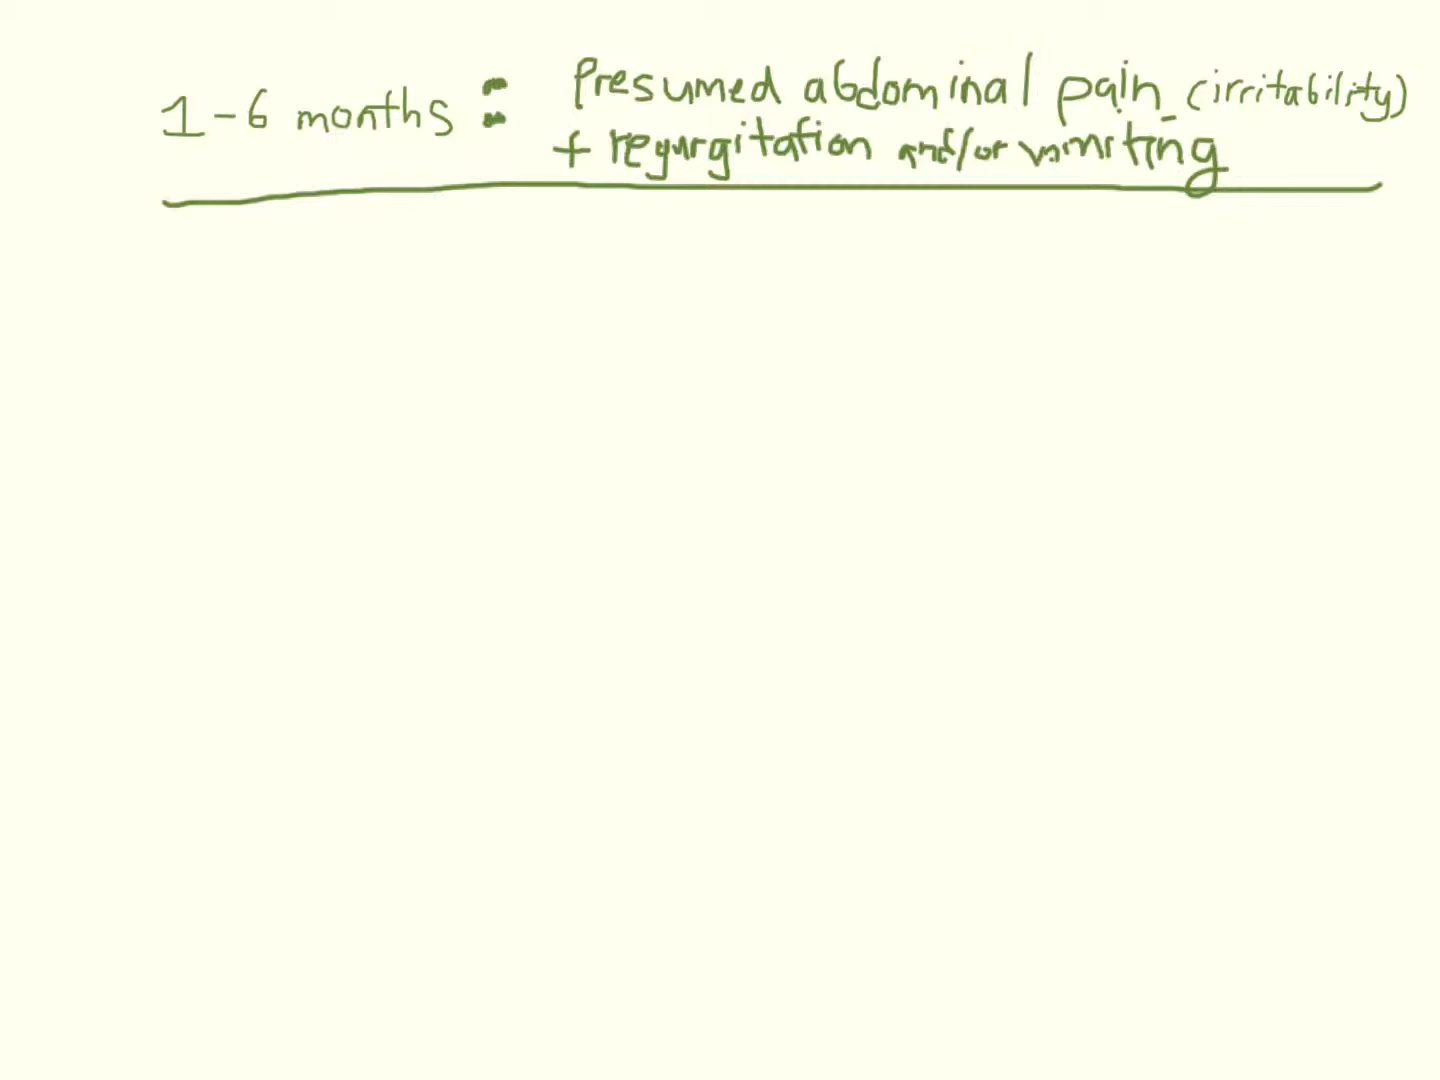 1-6 months : Presumed abdominal pain (irritability)
+ regurgitation and/or vomiting